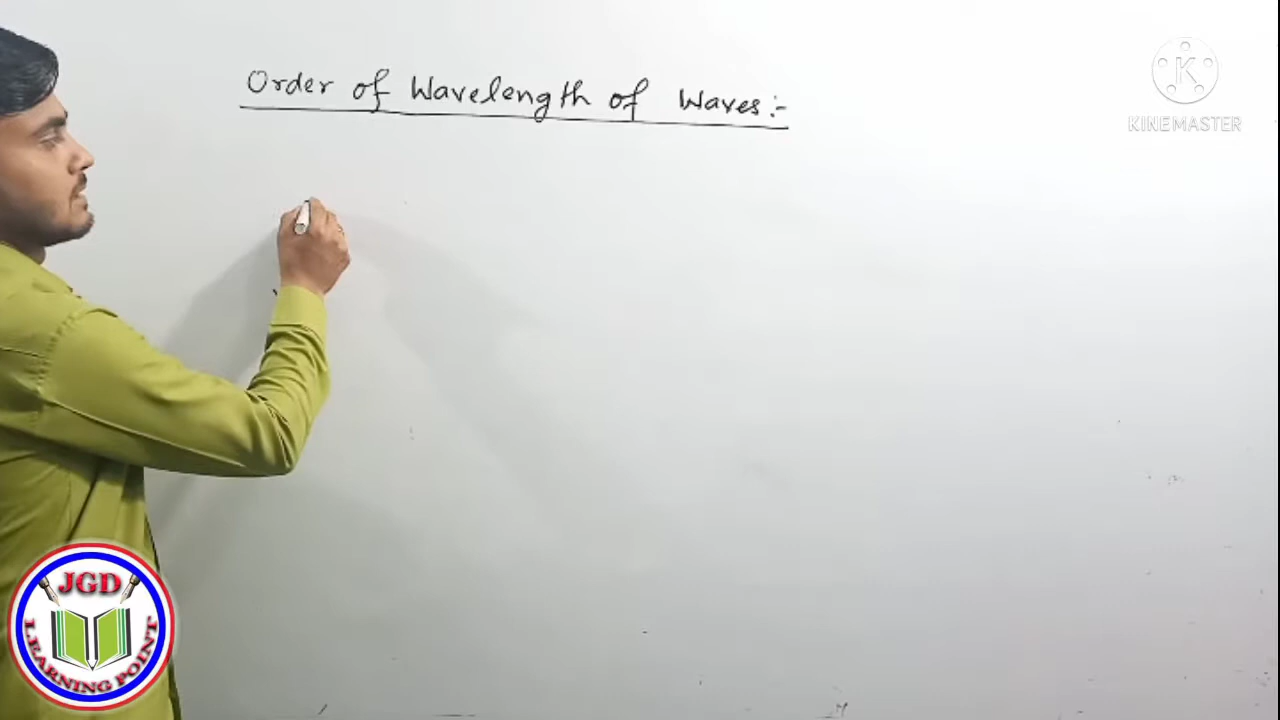 Order of Wavelength of Waves :-
K
KINEMASTER
JGD
LEARNING POINT